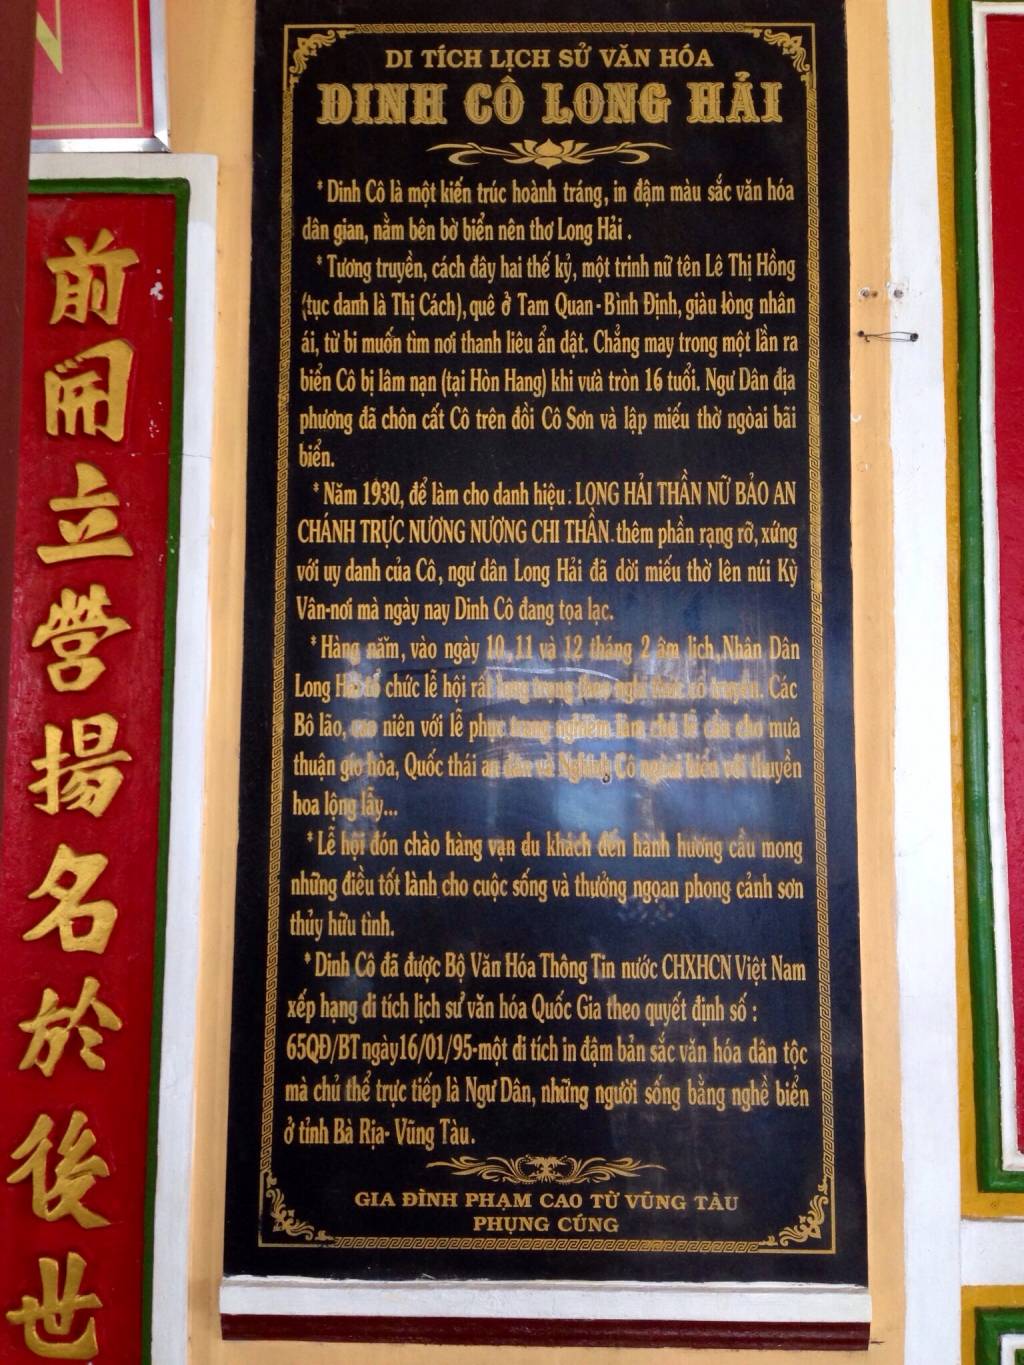 前開立營揚名於後世
DI TÍCH LỊCH SỬ VĂN HÓA
DINH CÔ LONG HẢI
* Dinh Cô là một kiến trúc hoành tráng, in đậm màu sắc văn hóa
dân gian, nằm bên bờ biển nên thơ Long Hải .
* Tương truyền, cách đây hai thế kỷ, một trinh nữ tên Lê Thị Hồng
(tục danh là Thị Cách), quê ở Tam Quan - Bình Định, giàu lòng nhân
ái, từ bi muốn tìm nơi thanh liêu ẩn dật. Chẳng may trong một lần ra
biển Cô bị lâm nạn (tại Hòn Hang) khi vưà tròn 16 tuổi. Ngư Dân địa
phương đã chôn cất Cô trên đồi Cô Sơn và lập miếu thờ ngòai bãi
biển.
* Năm 1930, để làm cho danh hiệu : LONG HẢI THẦN NỮ BẢO AN
CHÁNH TRỰC NƯƠNG NƯƠNG CHI THẦN. thêm phần rạng rỡ, xứng
với uy danh của Cô, ngư dân Long Hải đã dời miếu thờ lên núi Kỳ
Vân-nơi mà ngày nay Dinh Cô đang tọa lạc.
* Hàng năm, vào ngày 10, 11 và 12 tháng 2 âm lịch, Nhân Dân
Long Hải tổ chức lễ hội rất long trọng theo nghi thức cổ truyền. Các
Bô lão, cao niên với lễ phục trang nghiêm làm chủ lễ cầu cho mưa
thuận gío hòa, Quốc thái an dân và Nghinh Cô ngoài biển với thuyền
hoa lộng lẫy...
* Lễ hội đón chào hàng vạn du khách đến hành hương cầu mong
những điều tốt lành cho cuộc sống và thưởng ngọan phong cảnh sơn
thủy hữu tình.
* Dinh Cô đã được Bộ Văn Hóa Thông Tin nước CHXHCN Việt Nam
xếp hạng di tích lịch sư văn hóa Quốc Gia theo quyết định số :
65QĐ/BT ngày16/01/95-một di tích in đậm bản sắc văn hóa dân tộc
mà chủ thể trực tiếp là Ngư Dân, những người sống bằng nghề biển
ở tỉnh Bà Rịa- Vũng Tàu.
GIA ĐÌNH PHẠM CAO TỪ VŨNG TÀU
PHỤNG CÚNG